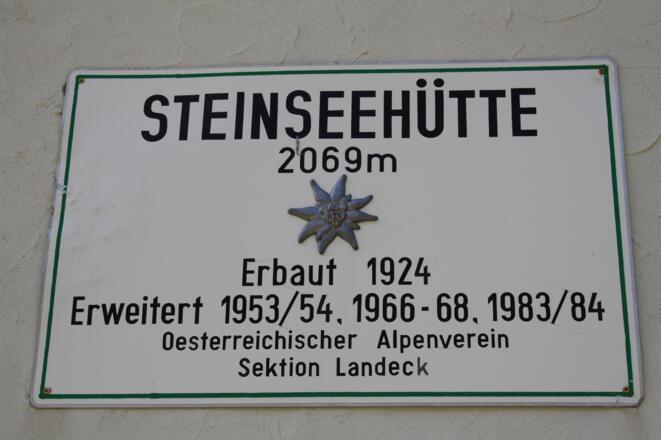 STEINSEEHÜTTE
2069m
Erbaut 1924
Erweitert 1953/54, 1966-68, 1983/84
Oesterreichischer Alpenverein
Sektion Landeck